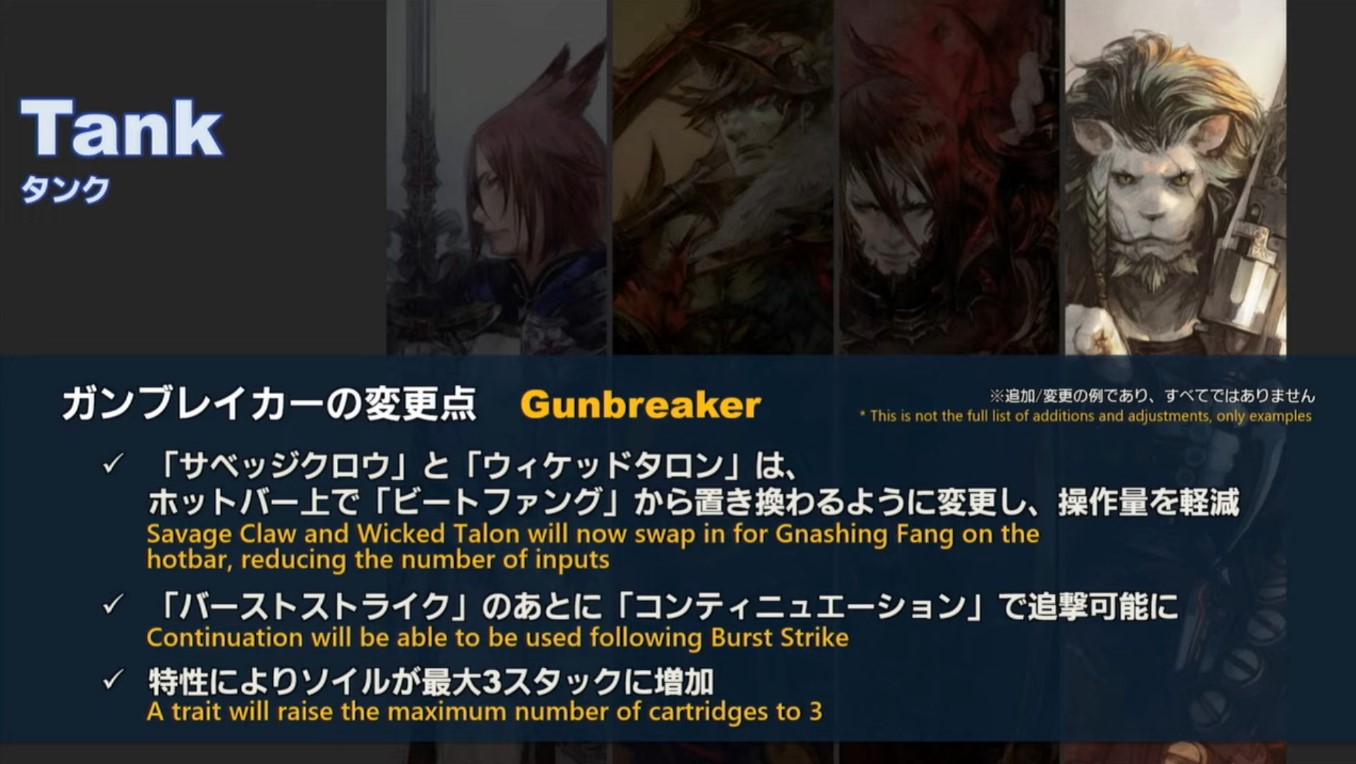 Tank
タンク
ガンブレイカーの変更点 Gunbreaker
※追加/変更の例であり、すべてではありません
* This is not the full list of additions and adjustments, only examples
✓ 「サベッジクロウ」と「ウィケッドタロン」は、
ホットバー上で「ビートファング」から置き換わるように変更し、操作量を軽減
Savage Claw and Wicked Talon will now swap in for Gnashing Fang on the
hotbar, reducing the number of inputs
✓ 「バーストストライク」のあとに「コンティニュエーション」で追撃可能に
Continuation will be able to be used following Burst Strike
✓ 特性によりソイルが最大3スタックに増加
A trait will raise the maximum number of cartridges to 3